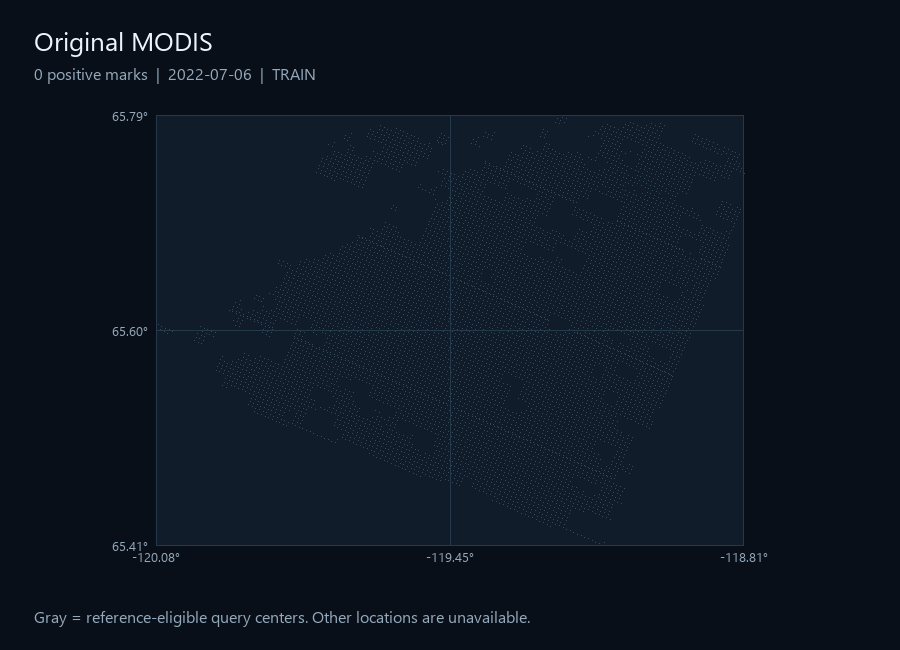 Original MODIS
0 positive marks | 2022-07-06 | TRAIN
65.79°
65.60°
65.41°
-120.08° -119.45° -118.81°
Gray = reference-eligible query centers. Other locations are unavailable.